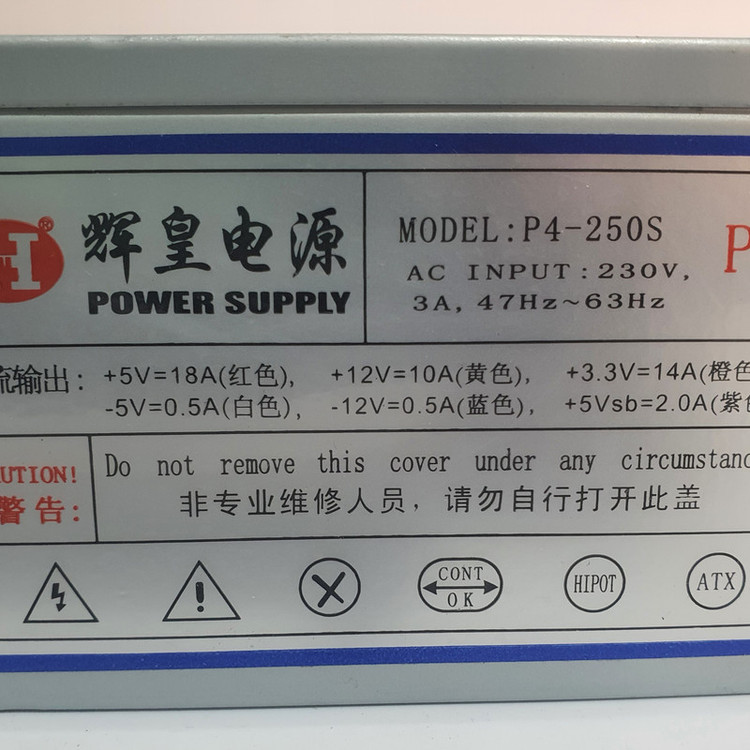 H®
辉皇电源
POWER SUPPLY
MODEL:P4-250S
AC INPUT:230V,
3A, 47Hz~63Hz
P
流输出: +5V=18A(红色), +12V=10A(黄色), +3.3V=14A(橙色
-5V=0.5A(白色), -12V=0.5A(蓝色), +5Vsb=2.0A(紫色
AUTION!
警告:
Do not remove this cover under any circumstanc
非专业维修人员, 请勿自行打开此盖
CONT
OK
HIPOT
ATX